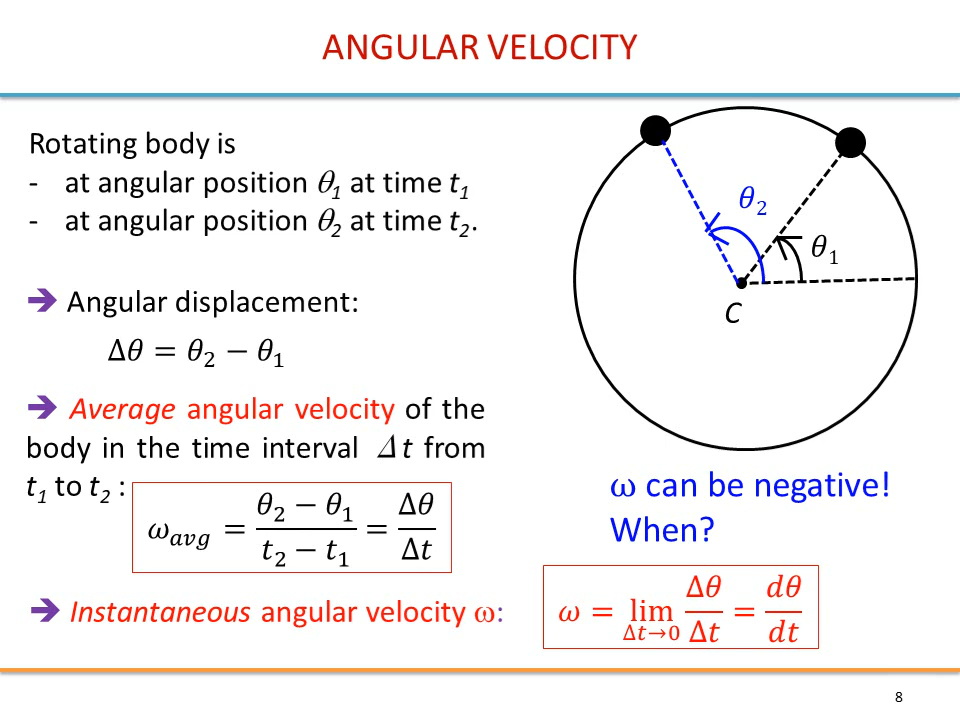 ANGULAR VELOCITY
Rotating body is
- at angular position θ₁ at time t₁
- at angular position θ₂ at time t₂.
➔ Angular displacement:
Δθ = θ₂ − θ₁
➔ Average angular velocity of the
body in the time interval Δt from
t₁ to t₂ :
ω_avg = (θ₂ − θ₁)/(t₂ − t₁) = Δθ/Δt
➔ Instantaneous angular velocity ω:
θ₂
θ₁
C
ω can be negative!
When?
ω = lim_{Δt→0} Δθ/Δt = dθ/dt
8